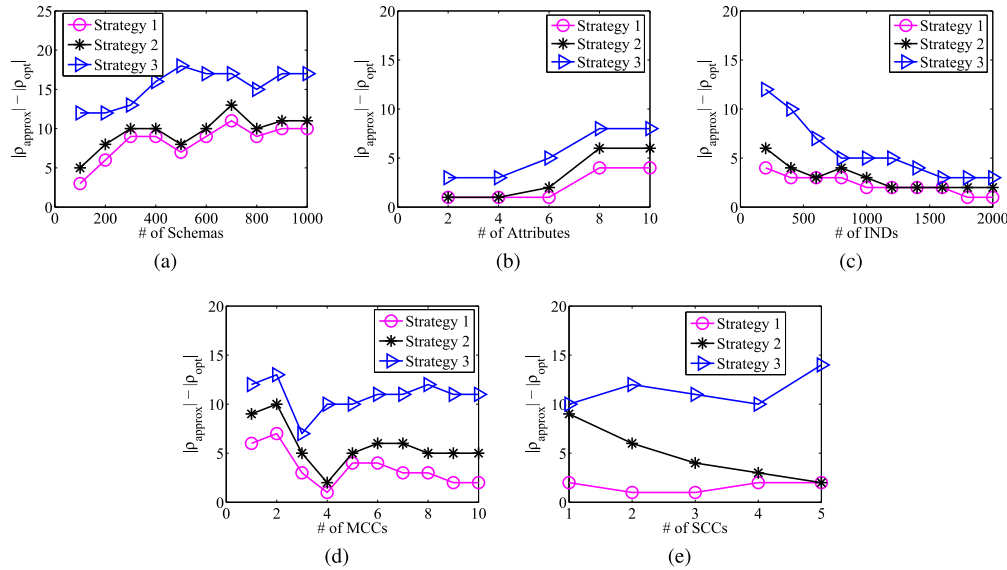 Strategy 1
Strategy 2
Strategy 3
25
20
15
10
5
0
|ρapprox| − |ρopt|
0 200 400 600 800 1000
# of Schemas
(a)
Strategy 1
Strategy 2
Strategy 3
20
15
10
5
0
|ρapprox| − |ρopt|
0 2 4 6 8 10
# of Attributes
(b)
Strategy 1
Strategy 2
Strategy 3
20
15
10
5
0
|ρapprox| − |ρopt|
0 500 1000 1500 2000
# of INDs
(c)
Strategy 1
Strategy 2
Strategy 3
20
15
10
5
0
|ρapprox| − |ρopt|
0 2 4 6 8 10
# of MCCs
(d)
Strategy 1
Strategy 2
Strategy 3
20
15
10
5
0
|ρapprox| − |ρopt|
1 2 3 4 5
# of SCCs
(e)